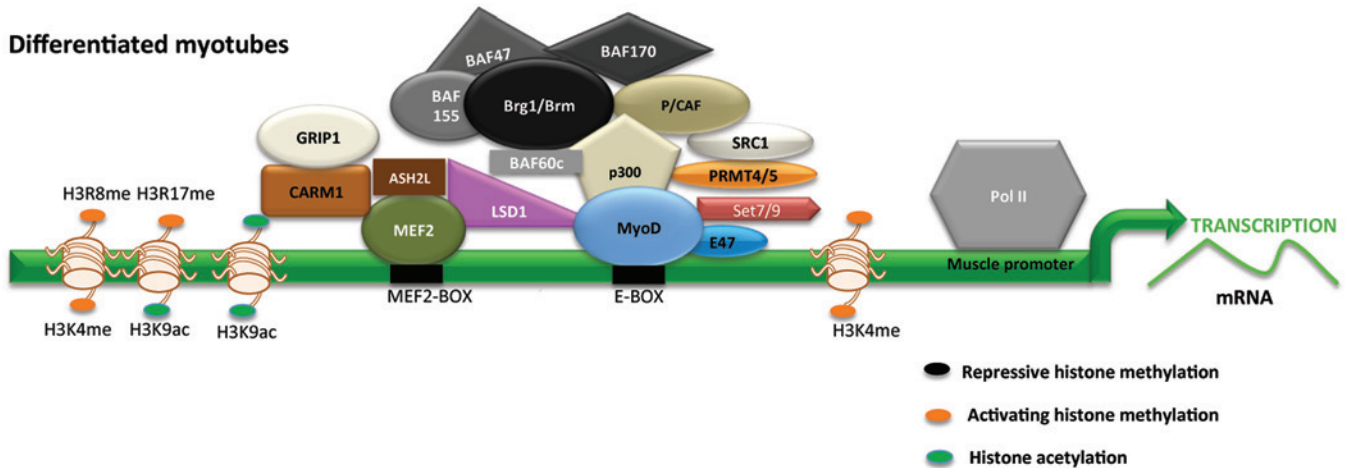 Differentiated myotubes
BAF47
BAF170
BAF
155
Brg1/Brm
P/CAF
GRIP1
SRC1
BAF60c
p300
ASH2L
CARM1
PRMT4/5
H3R8me
H3R17me
LSD1
Set7/9
Pol II
MEF2
MyoD
E47
TRANSCRIPTION
Muscle promoter
MEF2-BOX
E-BOX
mRNA
H3K4me
H3K9ac
H3K9ac
H3K4me
Repressive histone methylation
Activating histone methylation
Histone acetylation